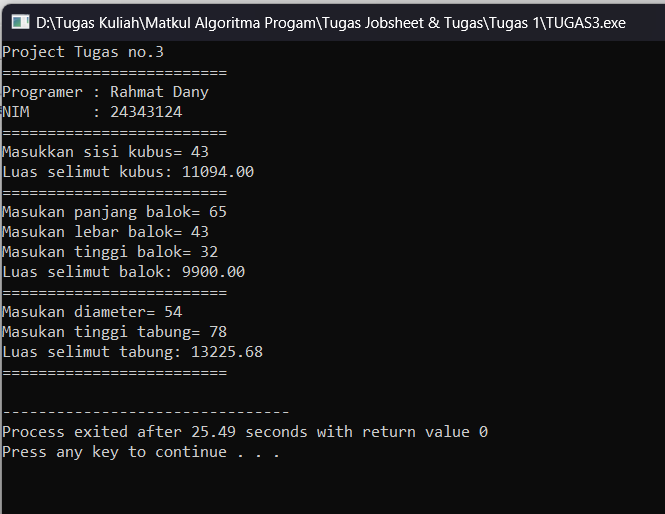 D:\Tugas Kuliah\Matkul Algoritma Progam\Tugas Jobsheet & Tugas\Tugas 1\TUGAS3.exe
Project Tugas no.3
=========================
Programer : Rahmat Dany
NIM       : 24343124
=========================
Masukkan sisi kubus= 43
Luas selimut kubus: 11094.00
=========================
Masukan panjang balok= 65
Masukan lebar balok= 43
Masukan tinggi balok= 32
Luas selimut balok: 9900.00
=========================
Masukan diameter= 54
Masukan tinggi tabung= 78
Luas selimut tabung: 13225.68
=========================
--------------------------------
Process exited after 25.49 seconds with return value 0
Press any key to continue . . .